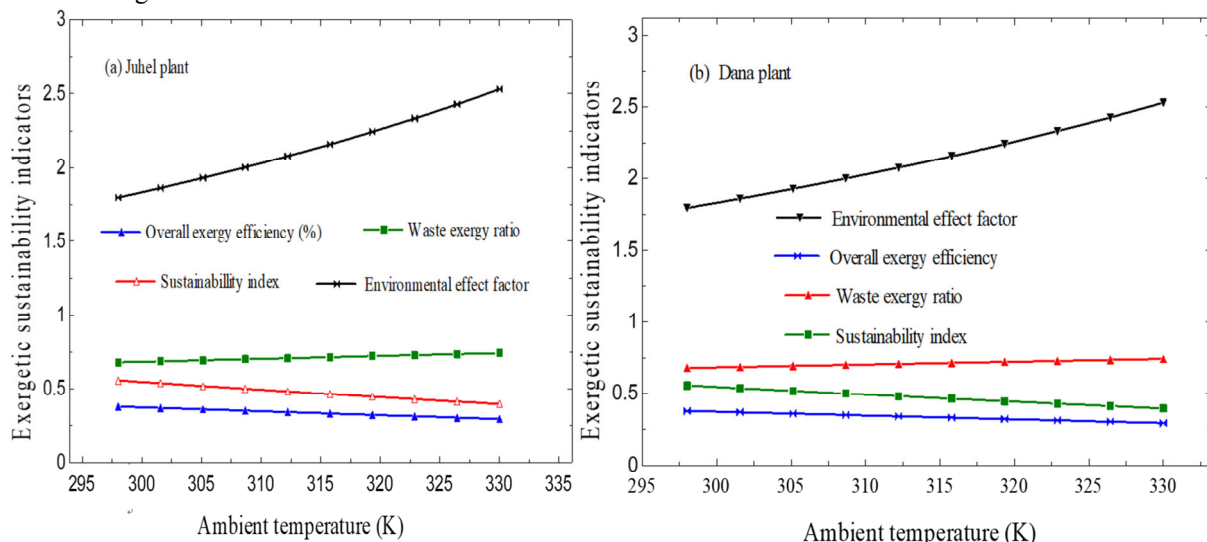 3
2.5
2
1.5
1
0.5
0
(a) Juhel plant
Overall exergy efficiency (%)
Waste exergy ratio
Sustainabillity index
Environmental effect factor
Exergetic sustainability indicators
295 300 305 310 315 320 325 330 335
Ambient temperature (K)
3
2.5
2
1.5
1
0.5
0
(b) Dana plant
Environmental effect factor
Overall exergy efficiency
Waste exergy ratio
Sustainability index
Exergetic sustainability indicators
300 305 310 315 320 325 330
Ambient temperature (K)